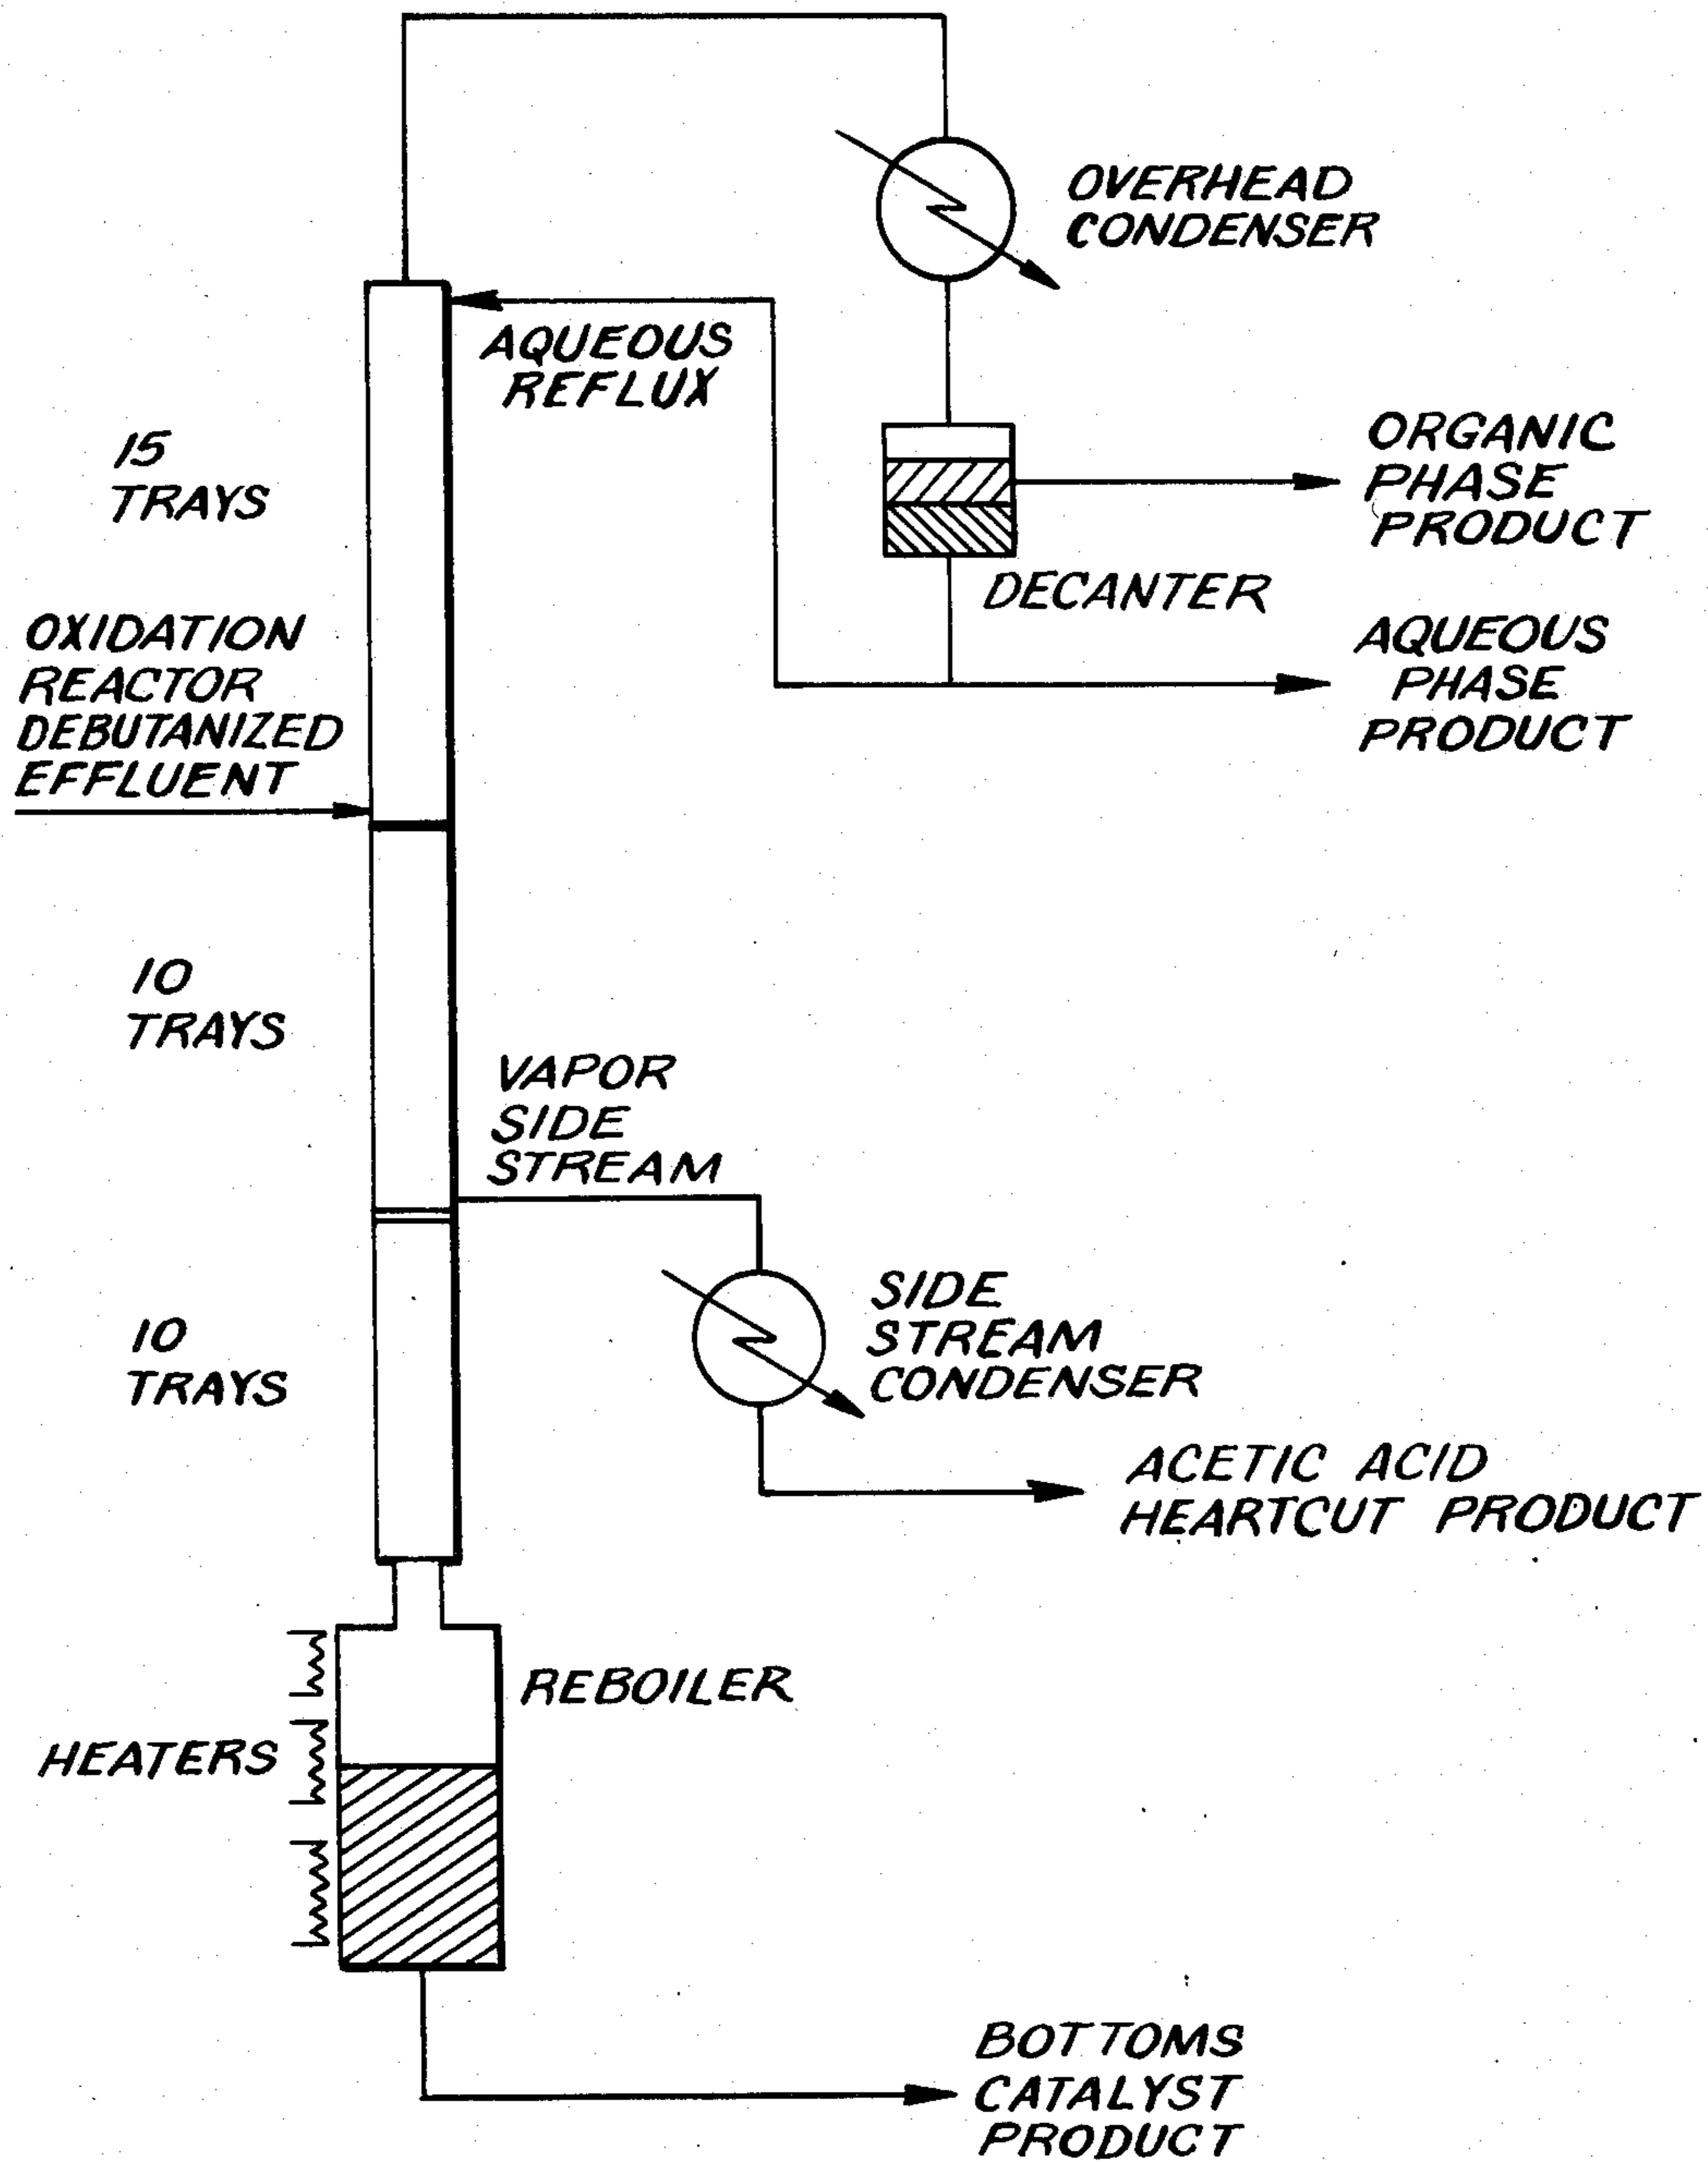 OVERHEAD
CONDENSER
AQUEOUS
REFLUX
15
TRAYS
ORGANIC
PHASE
PRODUCT
DECANTER
OXIDATION
REACTOR
DEBUTANIZED
EFFLUENT
AQUEOUS
PHASE
PRODUCT
10
TRAYS
VAPOR
SIDE
STREAM
10
TRAYS
SIDE
STREAM
CONDENSER
ACETIC ACID
HEARTCUT PRODUCT
REBOILER
HEATERS
BOTTOMS
CATALYST
PRODUCT